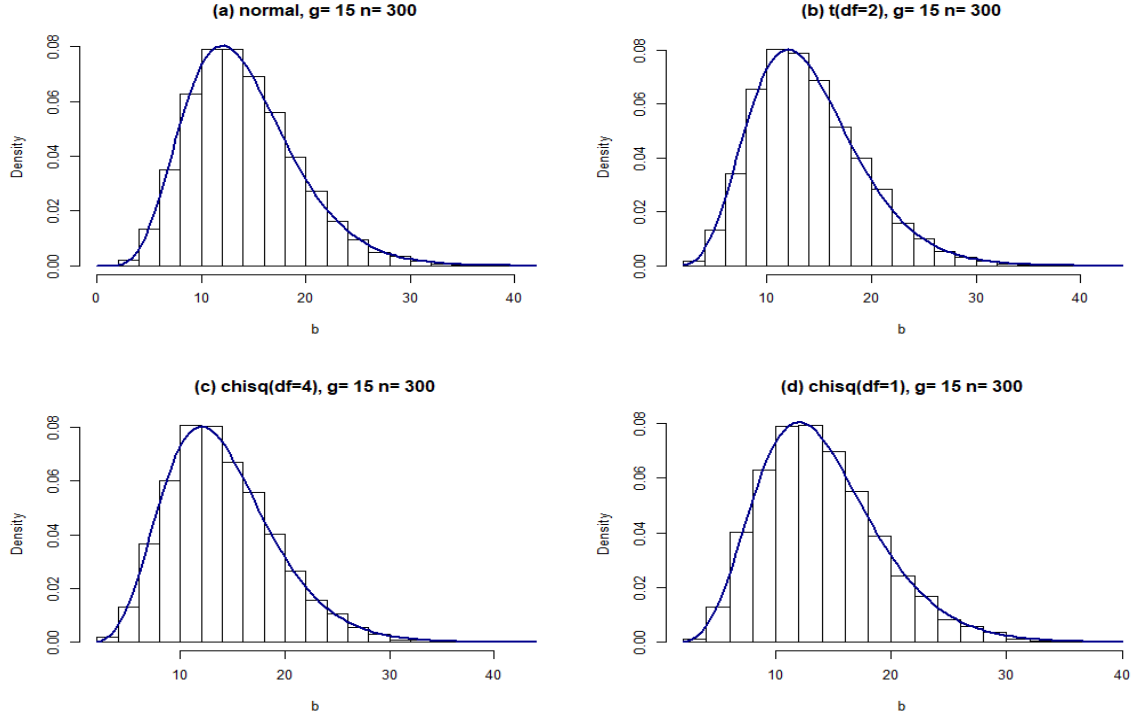 (a) normal, g= 15 n= 300
Density
0.00 0.02 0.04 0.06 0.08
0 10 20 30 40
b
(b) t(df=2), g= 15 n= 300
Density
0.00 0.02 0.04 0.06 0.08
10 20 30 40
b
(c) chisq(df=4), g= 15 n= 300
Density
0.00 0.02 0.04 0.06 0.08
10 20 30 40
b
(d) chisq(df=1), g= 15 n= 300
Density
0.00 0.02 0.04 0.06 0.08
10 20 30 40
b